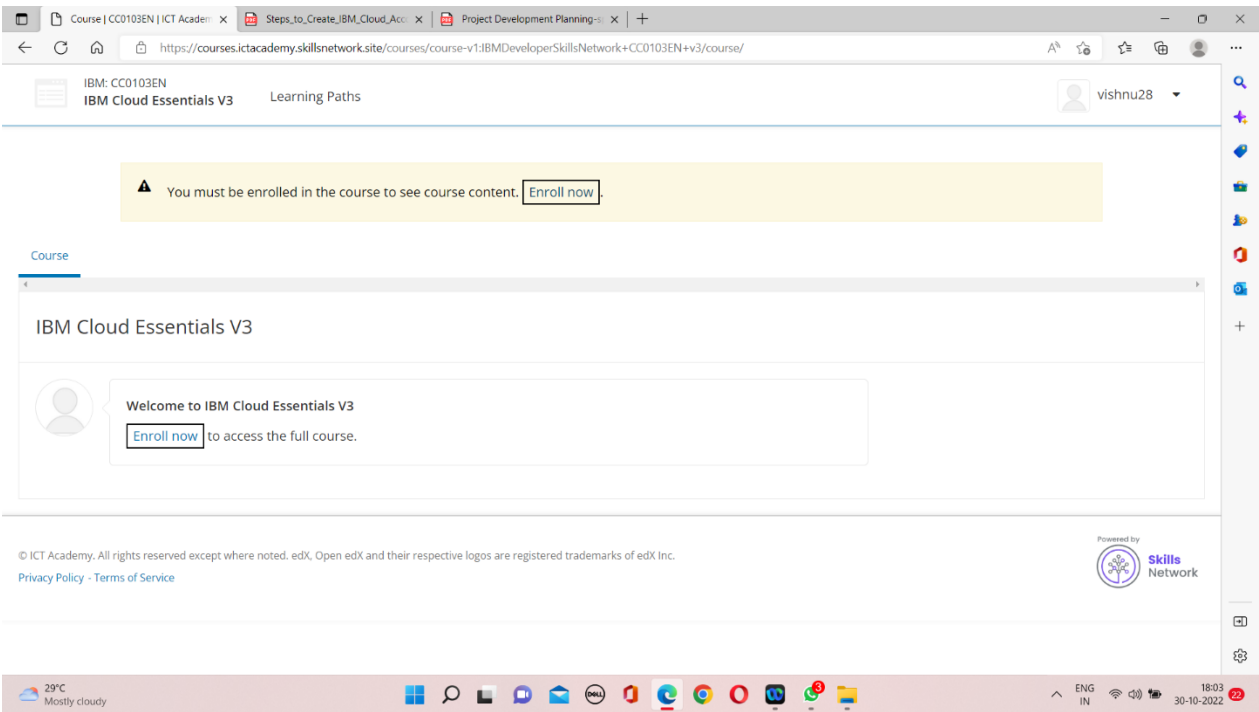 Course | CC0103EN | ICT Academ
Steps_to_Create_IBM_Cloud_Acco
Project Development Planning-s
https://courses.ictacademy.skillsnetwork.site/courses/course-v1:IBMDeveloperSkillsNetwork+CC0103EN+v3/course/
IBM: CC0103EN
IBM Cloud Essentials V3
Learning Paths
vishnu28
You must be enrolled in the course to see course content. Enroll now.
Course
IBM Cloud Essentials V3
Welcome to IBM Cloud Essentials V3
Enroll now to access the full course.
© ICT Academy. All rights reserved except where noted. edX, Open edX and their respective logos are registered trademarks of edX Inc.
Privacy Policy - Terms of Service
Powered by
Skills
Network
29°C
Mostly cloudy
DELL
3
ENG
IN
18:03
30-10-2022
22